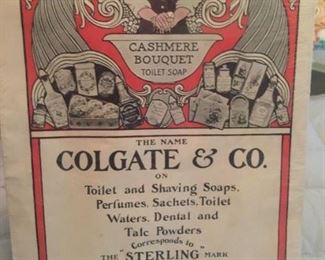 CASHMERE
BOUQUET
TOILET SOAP
THE NAME
COLGATE & CO.
ON
Toilet and Shaving Soaps,
Perfumes, Sachets, Toilet
Waters, Dental and
Talc Powders
Corresponds to
THE "STERLING" MARK